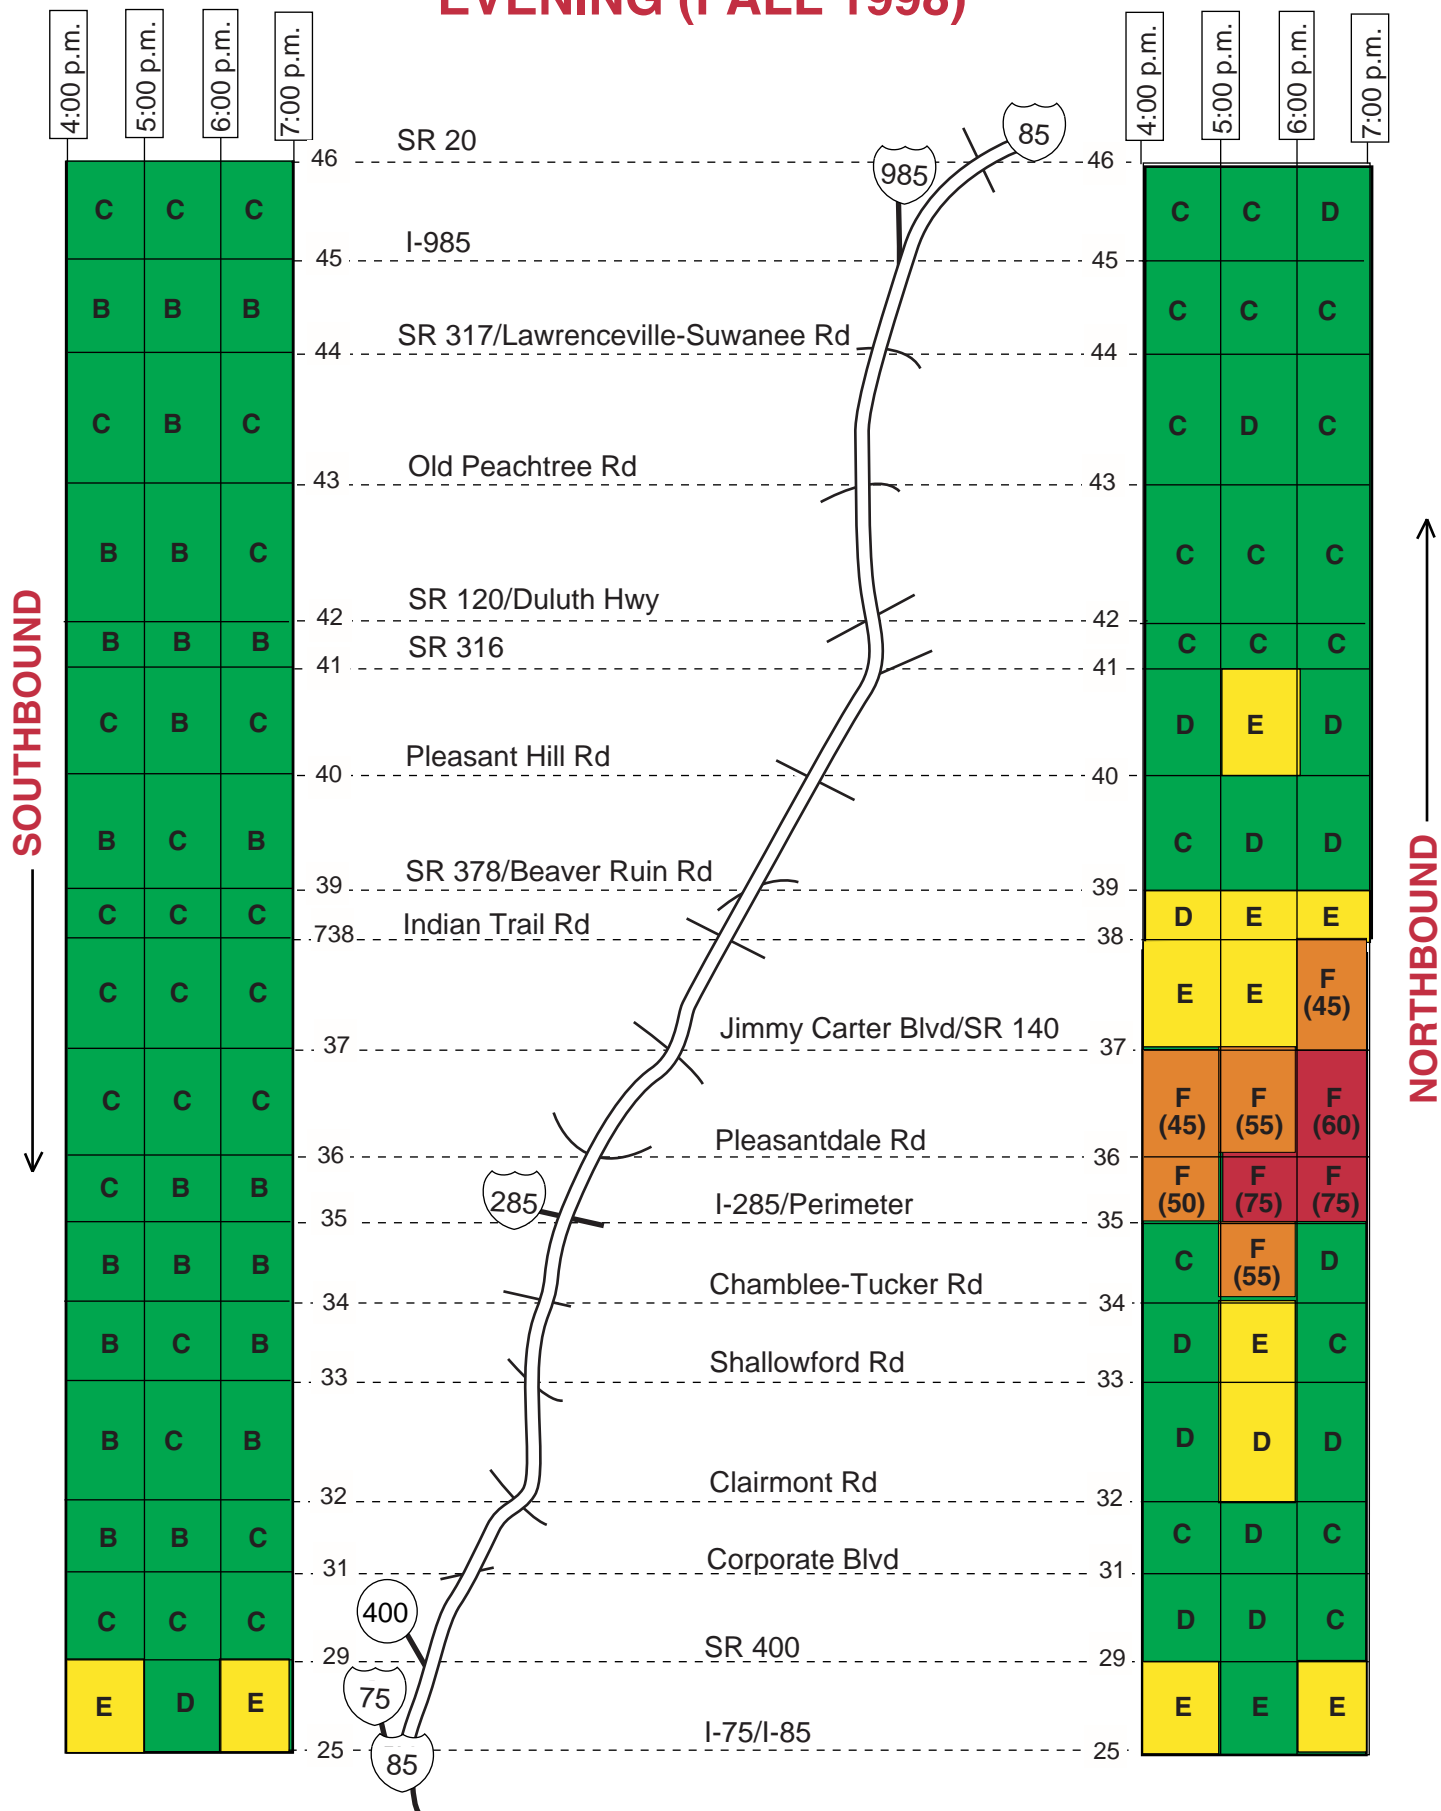 EVENING (FALL 1998)
4:00 p.m. 5:00 p.m. 6:00 p.m. 7:00 p.m. 4:00 p.m. 5:00 p.m. 6:00 p.m. 7:00 p.m.
85
46 SR 20 46
985
C C C C C D
45 I-985 45
B B B C C C
44 SR 317/Lawrenceville-Suwanee Rd 44
C B C C D C
43 Old Peachtree Rd 43
B B C C C C
42 SR 120/Duluth Hwy 42
B B B C C C
41 SR 316 41
C B C D E D
40 Pleasant Hill Rd 40
SOUTHBOUND
NORTHBOUND
B C B C D D
39 SR 378/Beaver Ruin Rd 39
C C C D E E
738 Indian Trail Rd 38
C C C E E F
(45)
37 Jimmy Carter Blvd/SR 140 37
C C C F F F
(45) (55) (60)
36 Pleasantdale Rd 36
C B B F F F
285 (50) (75) (75)
35 I-285/Perimeter 35
B B B C F D
(55)
34 Chamblee-Tucker Rd 34
B C B D E C
33 Shallowford Rd 33
B C B D D D
32 Clairmont Rd 32
B B C C D C
31 Corporate Blvd 31
400
C C C D D C
29 SR 400 29
75
E D E E E E
25 I-75/I-85 25
85